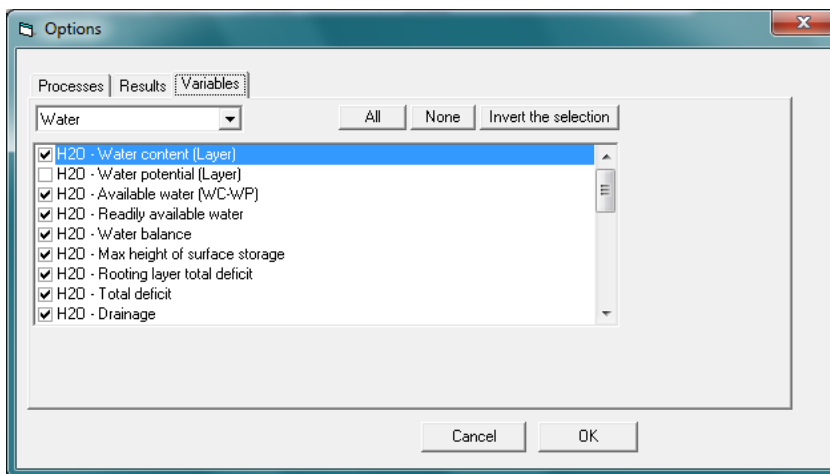 Options
Processes Results Variables
Water All None Invert the selection
H2O - Water content (Layer)
H2O - Water potential (Layer)
H2O - Available water (WC-WP)
H2O - Readily available water
H2O - Water balance
H2O - Max height of surface storage
H2O - Rooting layer total deficit
H2O - Total deficit
H2O - Drainage
Cancel OK